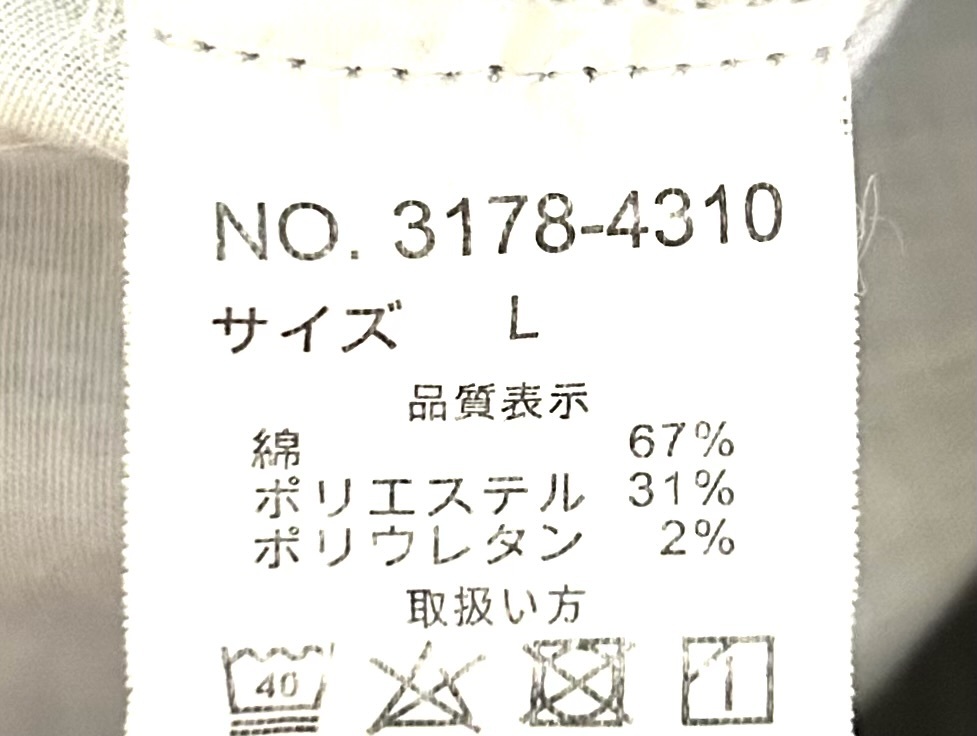 NO. 3178-4310
サイズ L
品質表示
綿 67%
ポリエステル 31%
ポリウレタン 2%
取扱い方
40